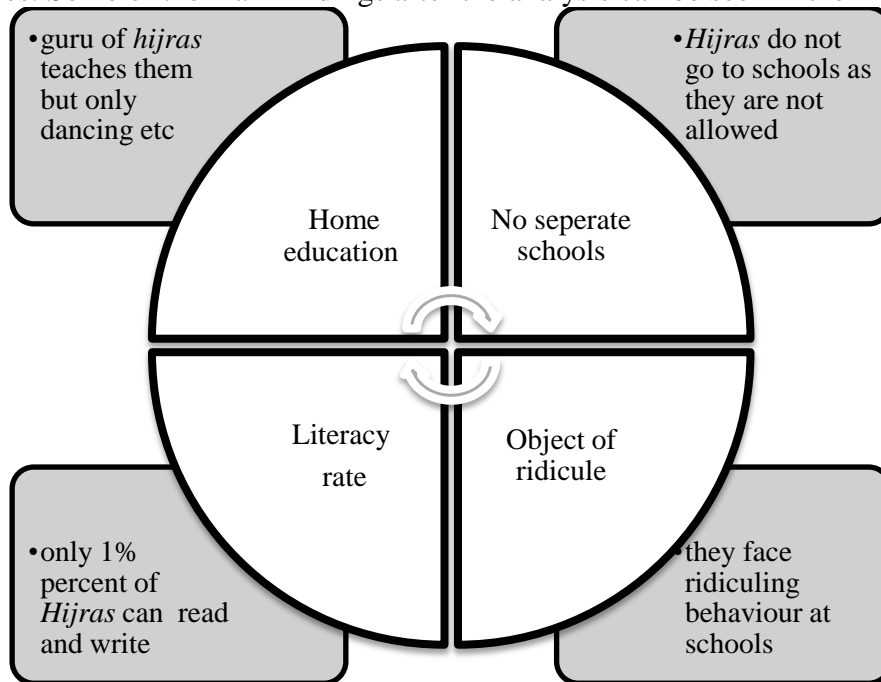 •guru of hijras
teaches them
but only
dancing etc
•Hijras do not
go to schools as
they are not
allowed
Home
education
No seperate
schools
Literacy
rate
Object of
ridicule
•only 1%
percent of
Hijras can read
and write
•they face
ridiculing
behaviour at
schools